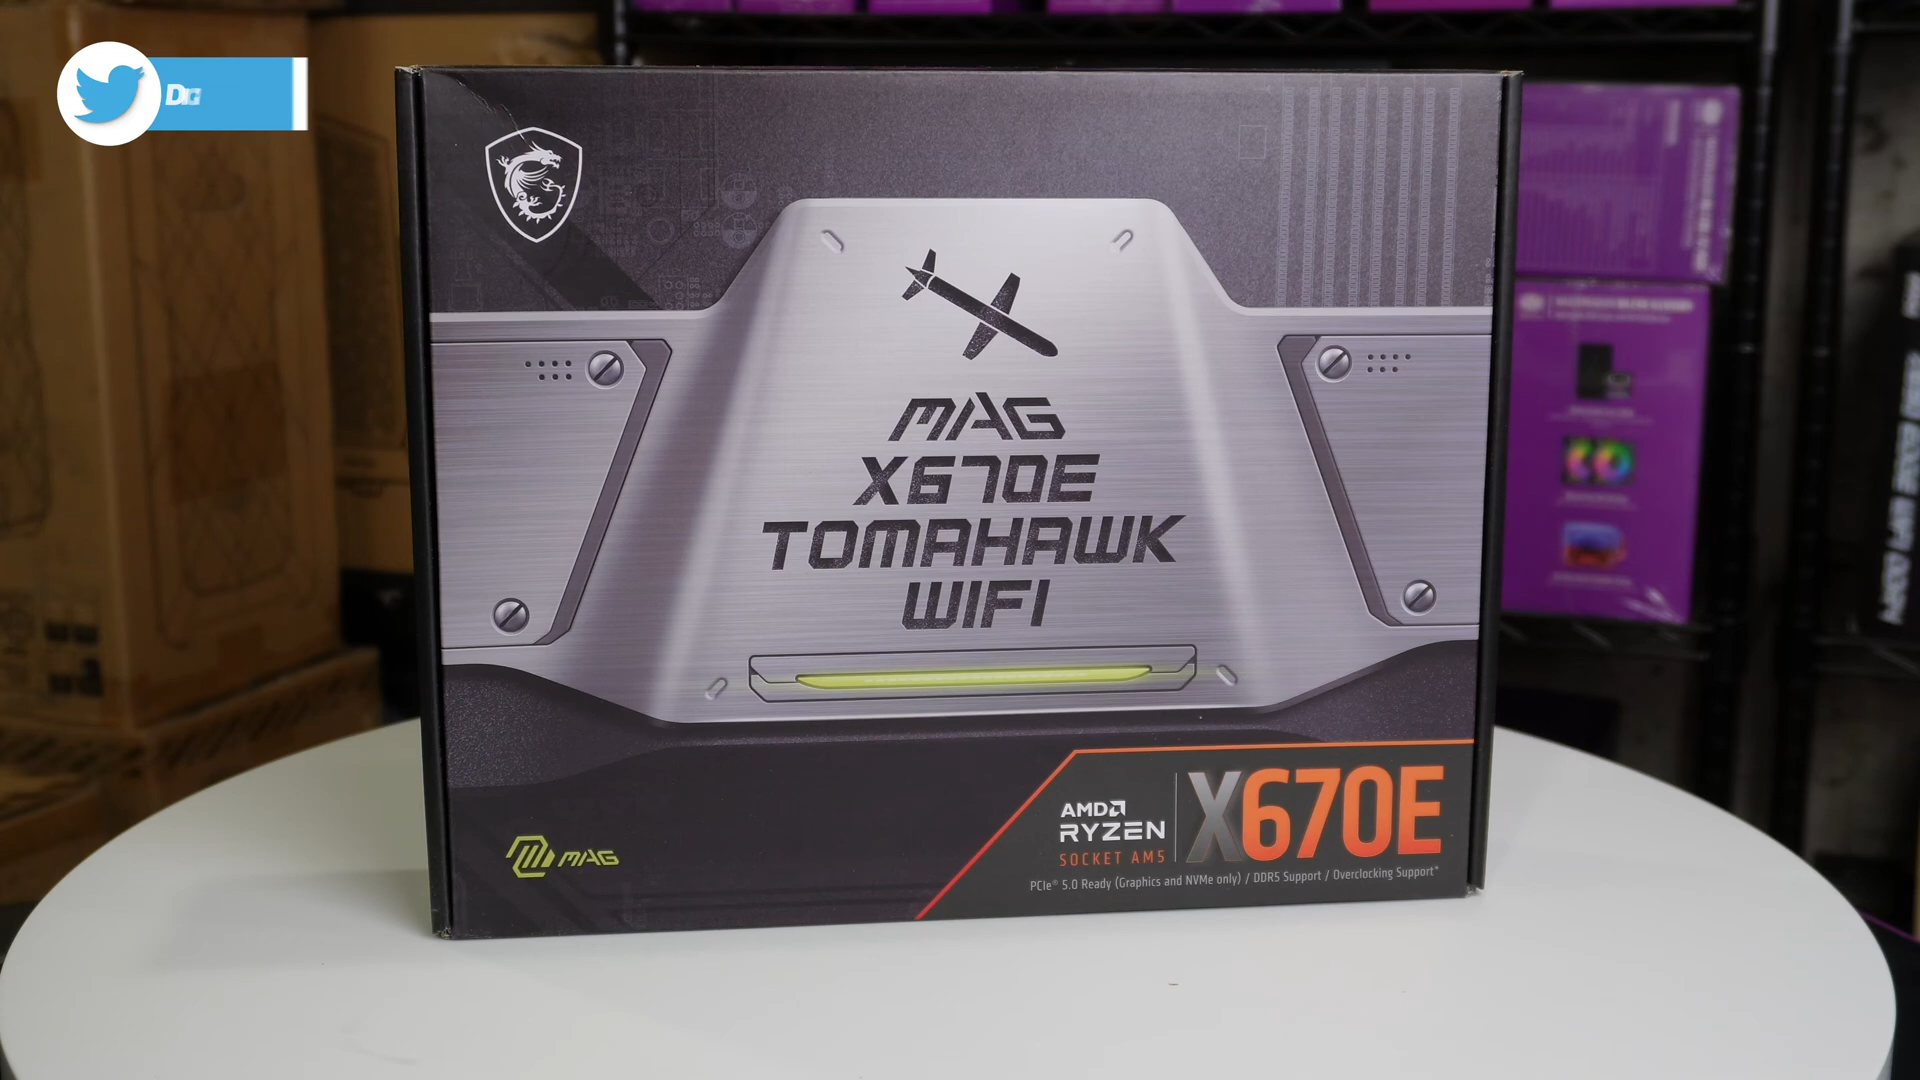 MAG
X670E
TOMAHAWK
WIFI
MAG
AMD
RYZEN
SOCKET AM5
X670E
PCIe® 5.0 Ready (Graphics and NVMe only) / DDR5 Support / Overclocking Support*